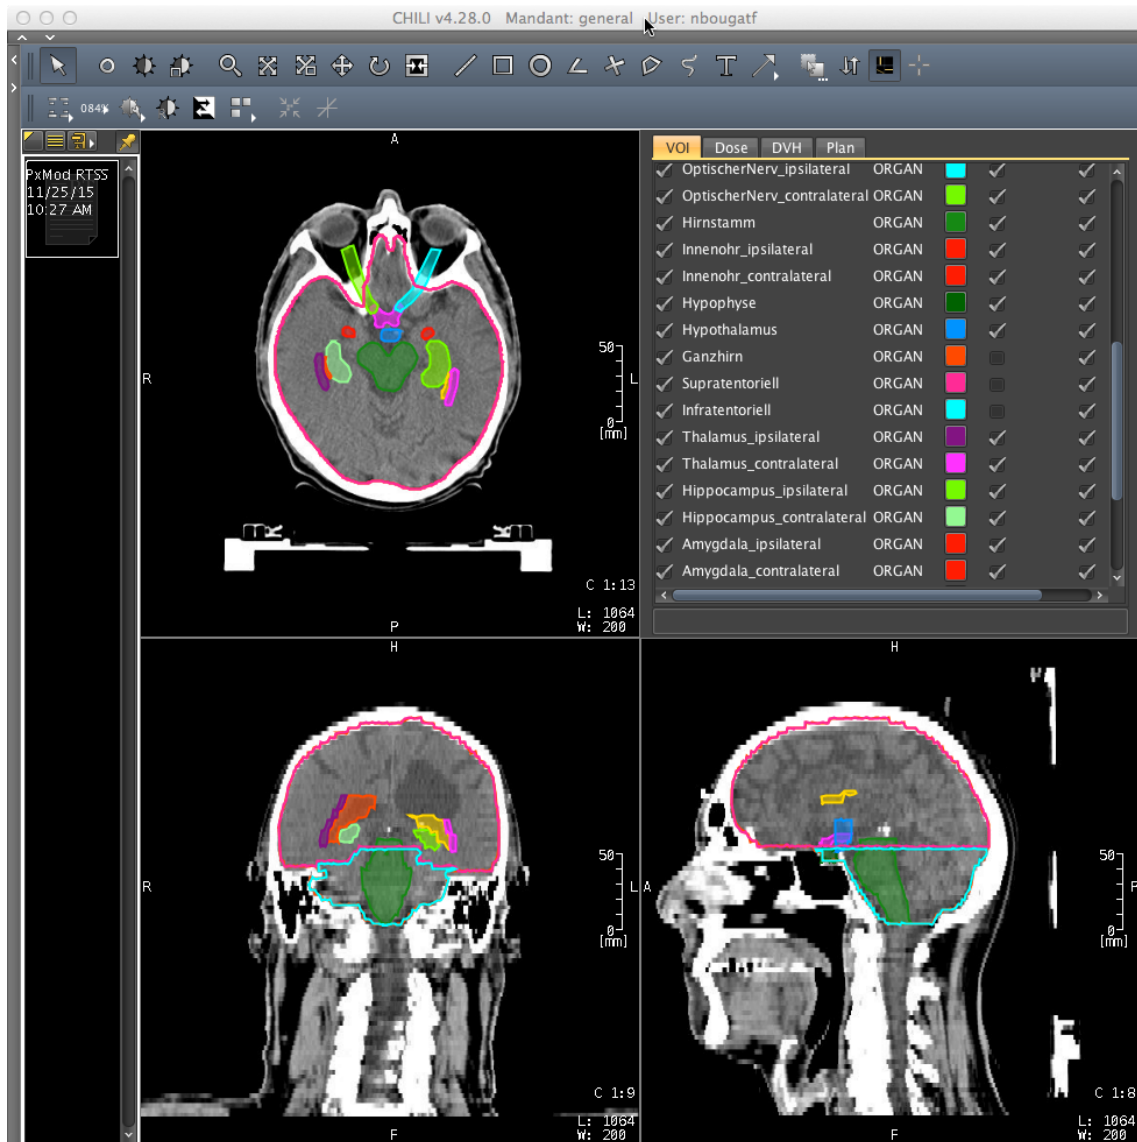 CHILI v4.28.0 Mandant: general User: nbougatf
084%
PxMod RTSS
11/25/15
10:27 AM
A
R
L
50
0
[mm]
C 1:13
L: 1064
W: 200
P
VOI Dose DVH Plan
OptischerNerv_ipsilateral ORGAN
OptischerNerv_contralateral ORGAN
Hirnstamm ORGAN
Innenohr_ipsilateral ORGAN
Innenohr_contralateral ORGAN
Hypophyse ORGAN
Hypothalamus ORGAN
Ganzhirn ORGAN
Supratentoriell ORGAN
Infratentoriell ORGAN
Thalamus_ipsilateral ORGAN
Thalamus_contralateral ORGAN
Hippocampus_ipsilateral ORGAN
Hippocampus_contralateral ORGAN
Amygdala_ipsilateral ORGAN
Amygdala_contralateral ORGAN
H
R
L
50
0
[mm]
C 1:9
L: 1064
W: 200
F
H
A
P
50
0
[mm]
C 1:8
L: 1064
W: 200
F